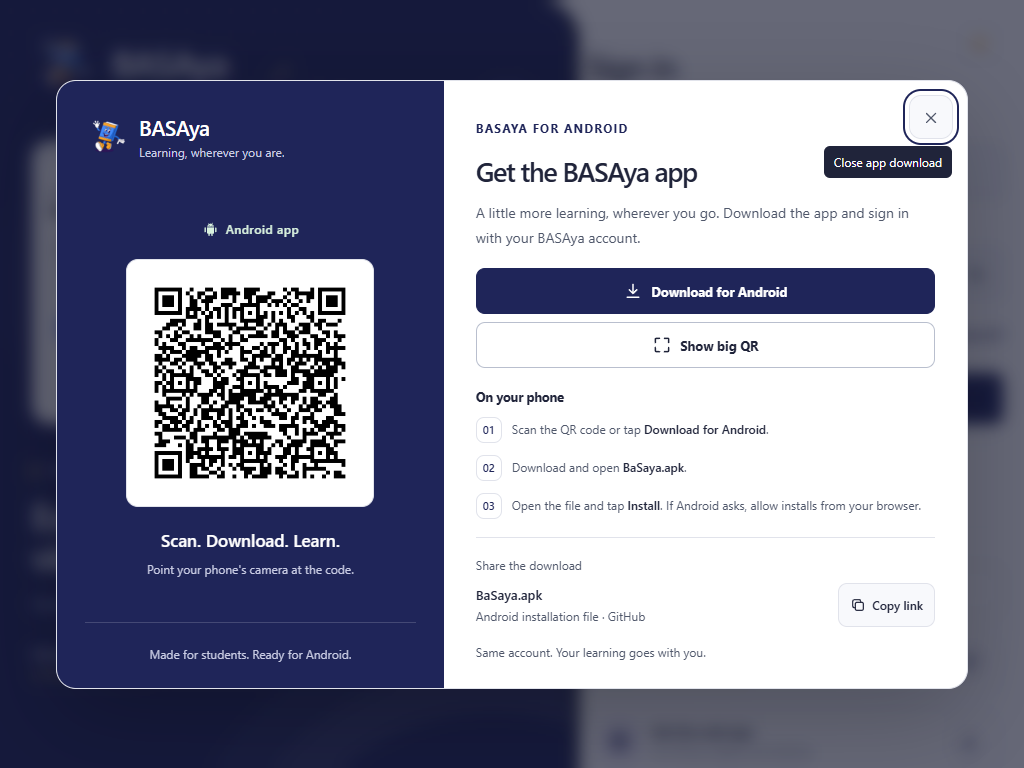 BASAya
Learning, wherever you are.
Android app
Scan. Download. Learn.
Point your phone's camera at the code.
Made for students. Ready for Android.
BASAYA FOR ANDROID
Close app download
Get the BASAya app
A little more learning, wherever you go. Download the app and sign in
with your BASAya account.
Download for Android
Show big QR
On your phone
01 Scan the QR code or tap Download for Android.
02 Download and open BaSaya.apk.
03 Open the file and tap Install. If Android asks, allow installs from your browser.
Share the download
BaSaya.apk
Android installation file · GitHub
Copy link
Same account. Your learning goes with you.